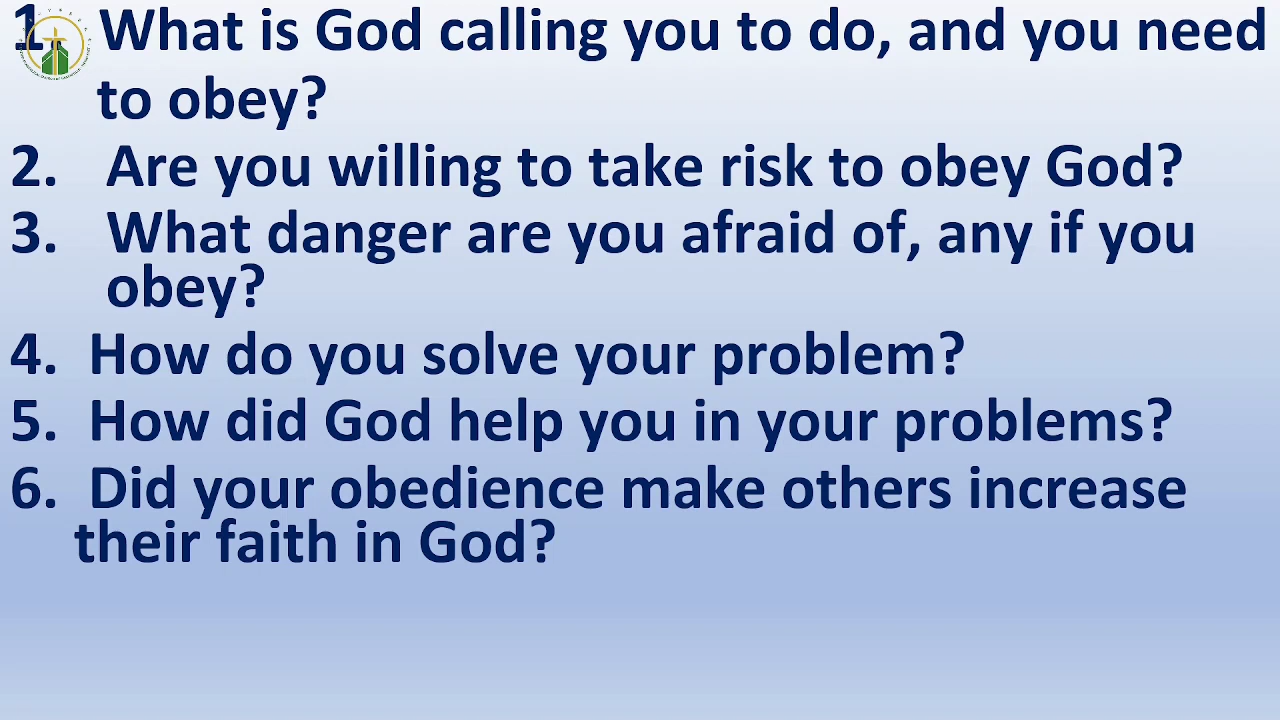 1. What is God calling you to do, and you need
to obey?
2. Are you willing to take risk to obey God?
3. What danger are you afraid of, any if you
obey?
4. How do you solve your problem?
5. How did God help you in your problems?
6. Did your obedience make others increase
their faith in God?